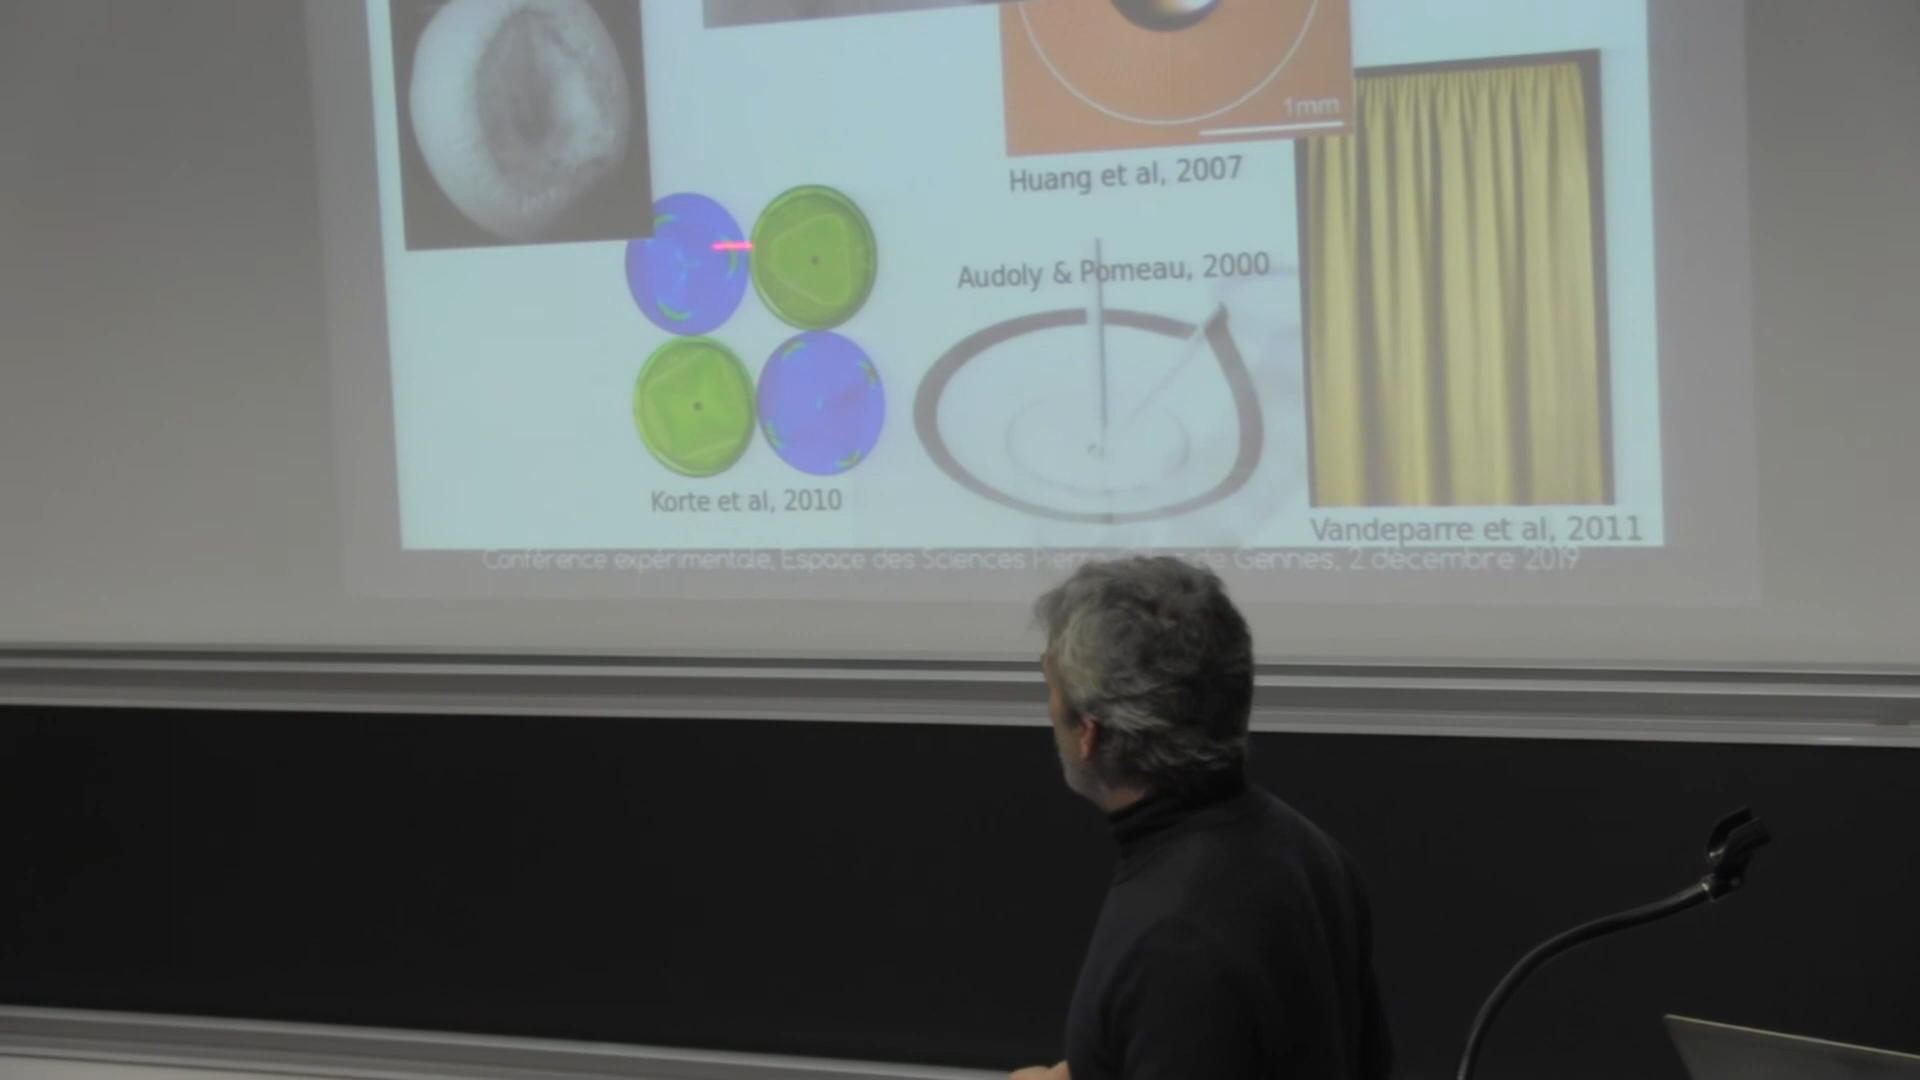 1mm
Huang et al, 2007
Audoly & Pomeau, 2000
Korte et al, 2010
Vandeparre et al, 2011
Conférence expérimentale, Espace des Sciences Pierre de Gennes, 2 décembre 2019